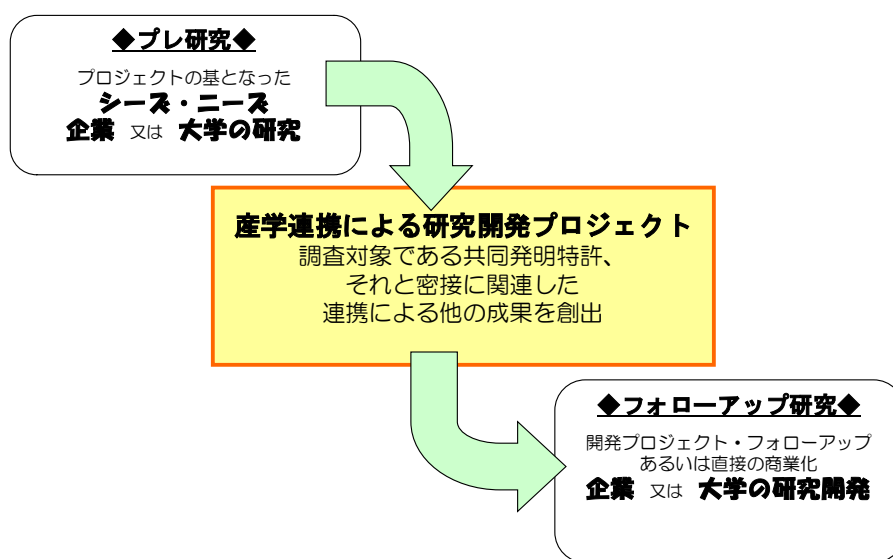 ◆プレ研究◆
プロジェクトの基となった
シーズ・ニーズ
企業 又は 大学の研究
産学連携による研究開発プロジェクト
調査対象である共同発明特許、
それと密接に関連した
連携による他の成果を創出
◆フォローアップ研究◆
開発プロジェクト・フォローアップ
あるいは直接の商業化
企業 又は 大学の研究開発